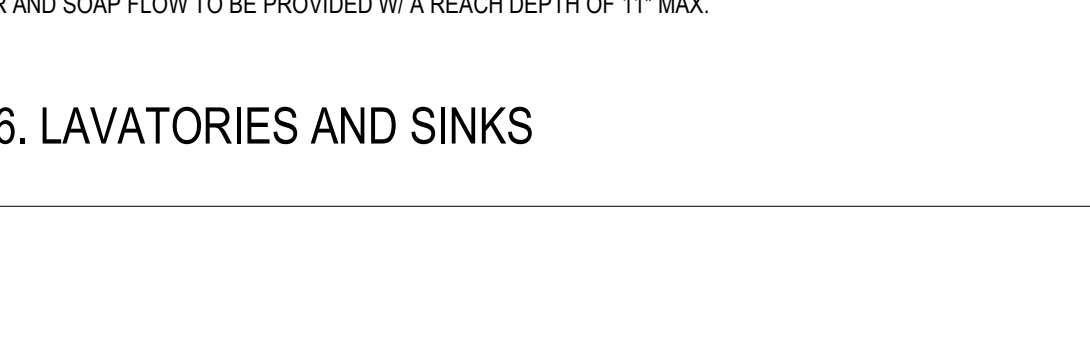 AND SOAP FLOW TO BE PROVIDED W/ A REACH DEPTH OF 11" MAX.
6. LAVATORIES AND SINKS